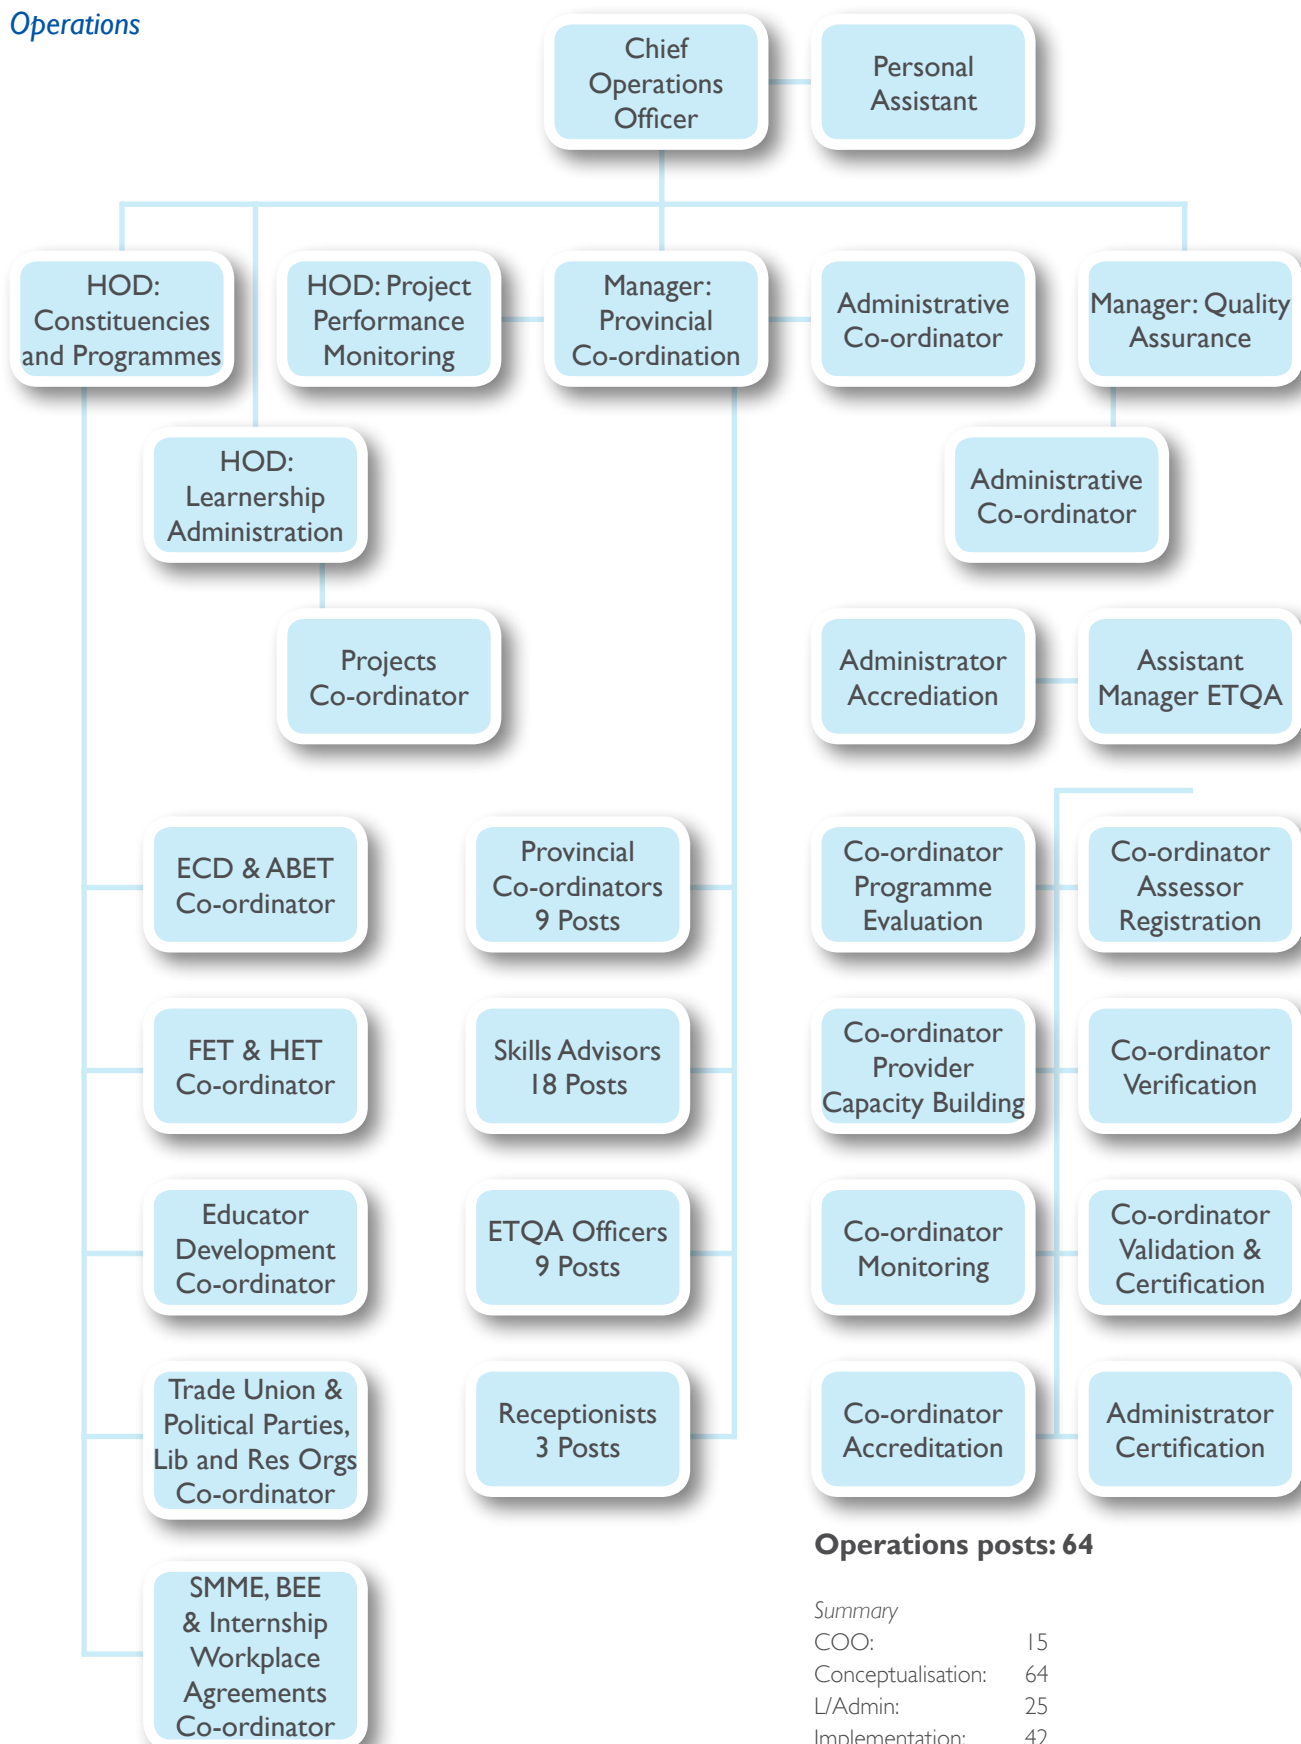 Operations
Chief
Operations
Officer
Personal
Assistant
HOD:
Constituencies
and Programmes
HOD: Project
Performance
Monitoring
Manager:
Provincial
Co-ordination
Administrative
Co-ordinator
Manager: Quality
Assurance
HOD:
Learnership
Administration
Administrative
Co-ordinator
Projects
Co-ordinator
Administrator
Accrediation
Assistant
Manager ETQA
ECD & ABET
Co-ordinator
Provincial
Co-ordinators
9 Posts
Co-ordinator
Programme
Evaluation
Co-ordinator
Assessor
Registration
FET & HET
Co-ordinator
Skills Advisors
18 Posts
Co-ordinator
Provider
Capacity Building
Co-ordinator
Verification
Educator
Development
Co-ordinator
ETQA Officers
9 Posts
Co-ordinator
Monitoring
Co-ordinator
Validation &
Certification
Trade Union &
Political Parties,
Lib and Res Orgs
Co-ordinator
Receptionists
3 Posts
Co-ordinator
Accreditation
Administrator
Certification
SMME, BEE
& Internship
Workplace
Agreements
Co-ordinator
Operations posts: 64
Summary
COO: 15
Conceptualisation: 64
L/Admin: 25
Implementation: 42